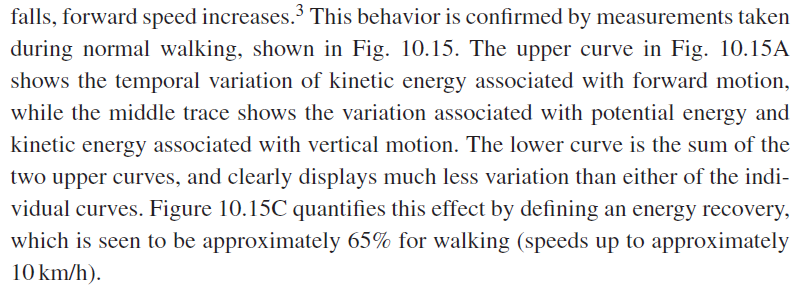 falls, forward speed increases.³ This behavior is confirmed by measurements taken
during normal walking, shown in Fig. 10.15. The upper curve in Fig. 10.15A
shows the temporal variation of kinetic energy associated with forward motion,
while the middle trace shows the variation associated with potential energy and
kinetic energy associated with vertical motion. The lower curve is the sum of the
two upper curves, and clearly displays much less variation than either of the indi-
vidual curves. Figure 10.15C quantifies this effect by defining an energy recovery,
which is seen to be approximately 65% for walking (speeds up to approximately
10 km/h).